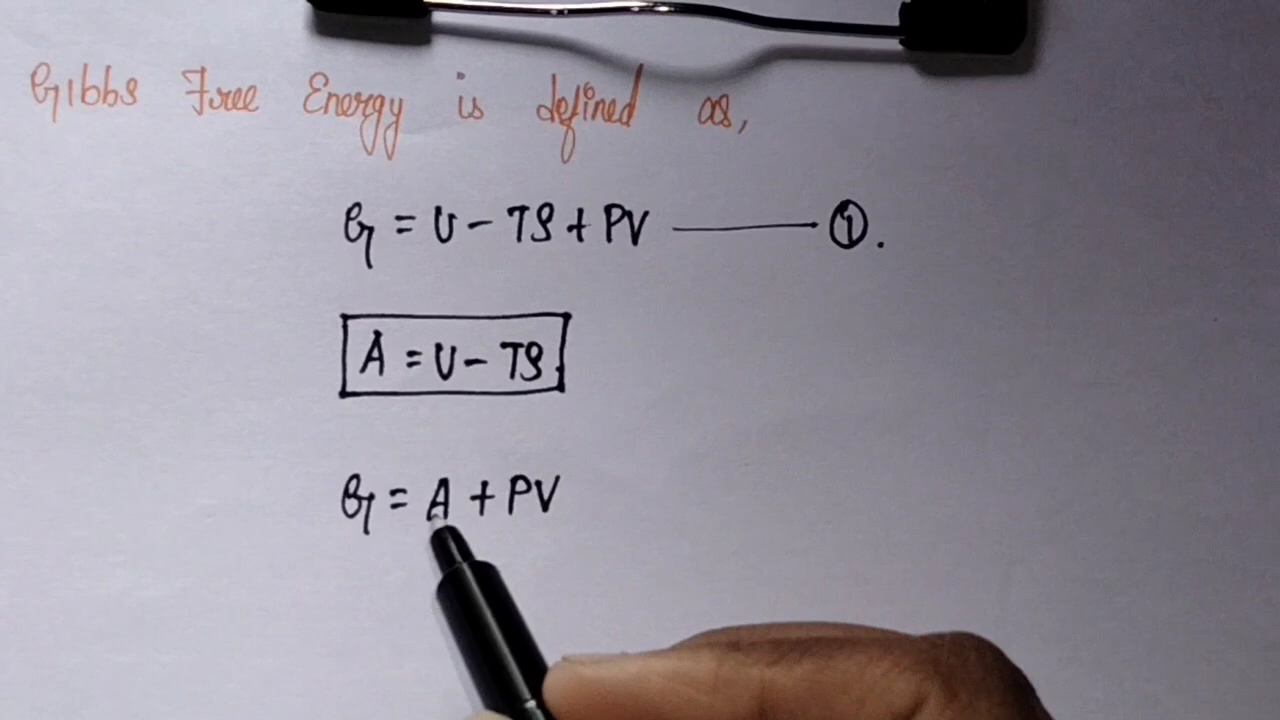 Gibbs Free Energy is defined as,
G = U - TS + PV ——— ①.
A = U - TS
G = A + PV